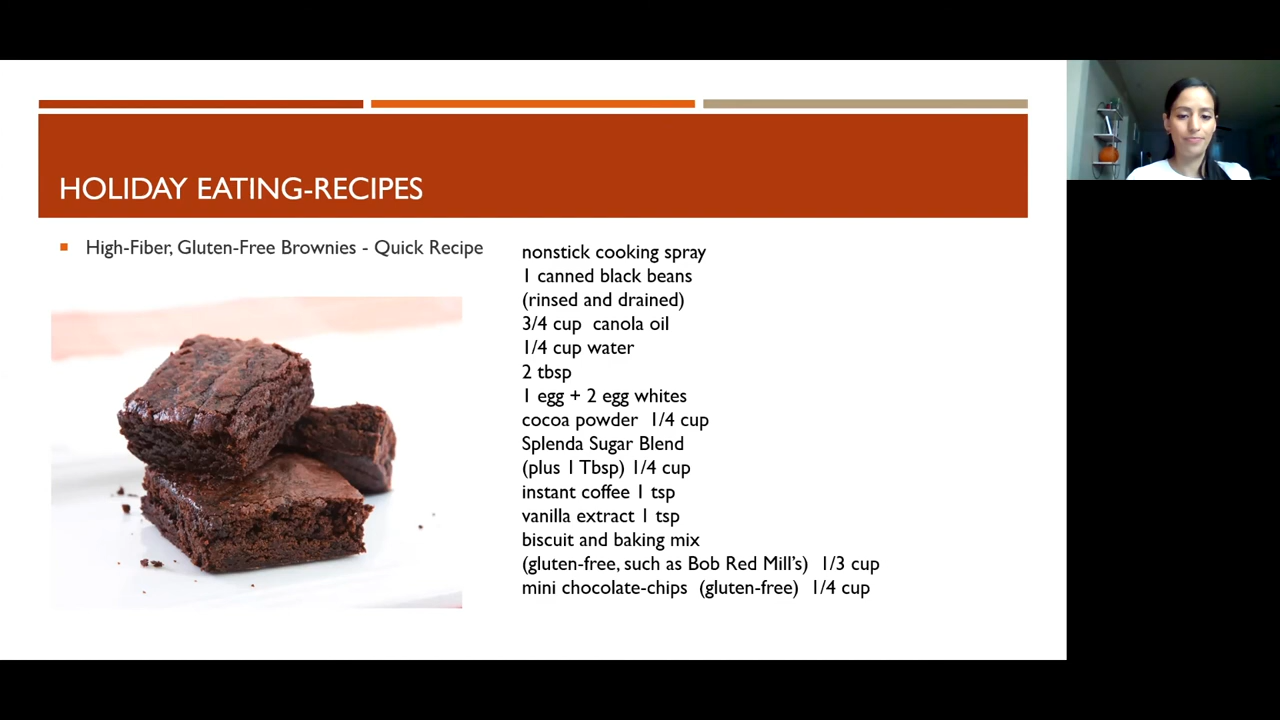 HOLIDAY EATING-RECIPES
High-Fiber, Gluten-Free Brownies - Quick Recipe
nonstick cooking spray
1 canned black beans
(rinsed and drained)
3/4 cup  canola oil
1/4 cup water
2 tbsp
1 egg + 2 egg whites
cocoa powder  1/4 cup
Splenda Sugar Blend
(plus 1 Tbsp) 1/4 cup
instant coffee 1 tsp
vanilla extract 1 tsp
biscuit and baking mix
(gluten-free, such as Bob Red Mill’s)  1/3 cup
mini chocolate-chips  (gluten-free)  1/4 cup